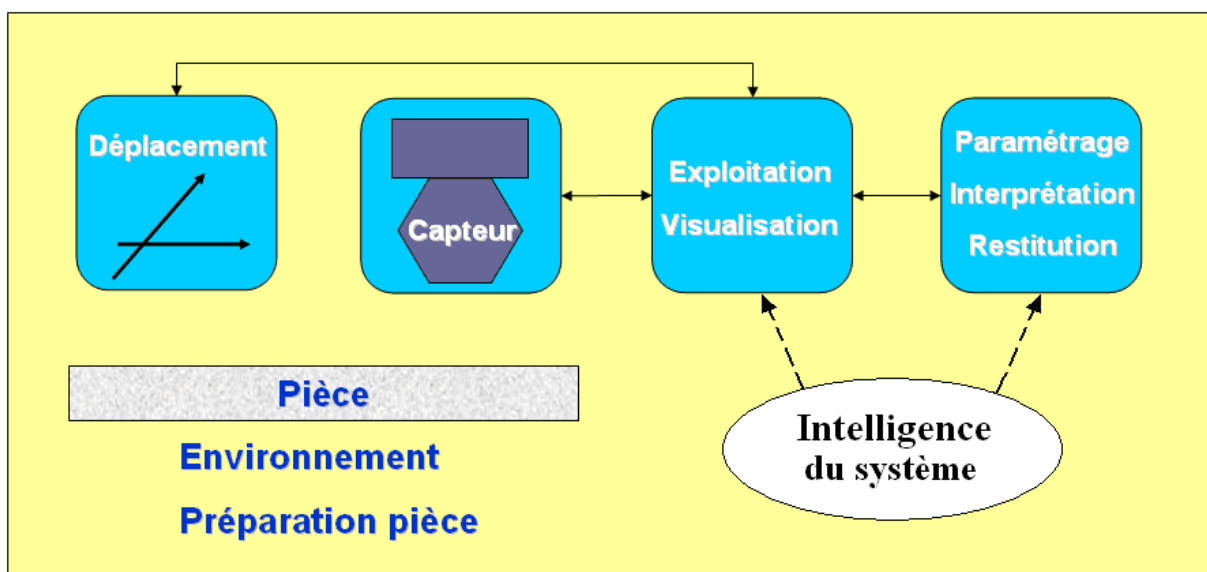 Déplacement
Capteur
Exploitation
Visualisation
Paramétrage
Interprétation
Restitution
Pièce
Environnement
Préparation pièce
Intelligence
du système